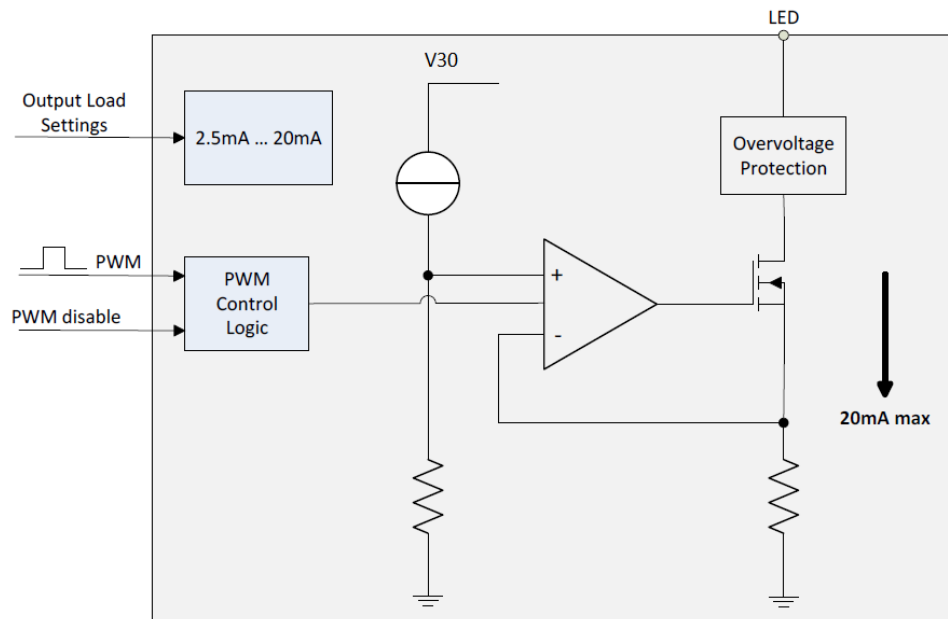 LED
V30
Output Load
Settings
2.5mA ... 20mA
Overvoltage
Protection
PWM
PWM disable
PWM
Control
Logic
+
-
20mA max